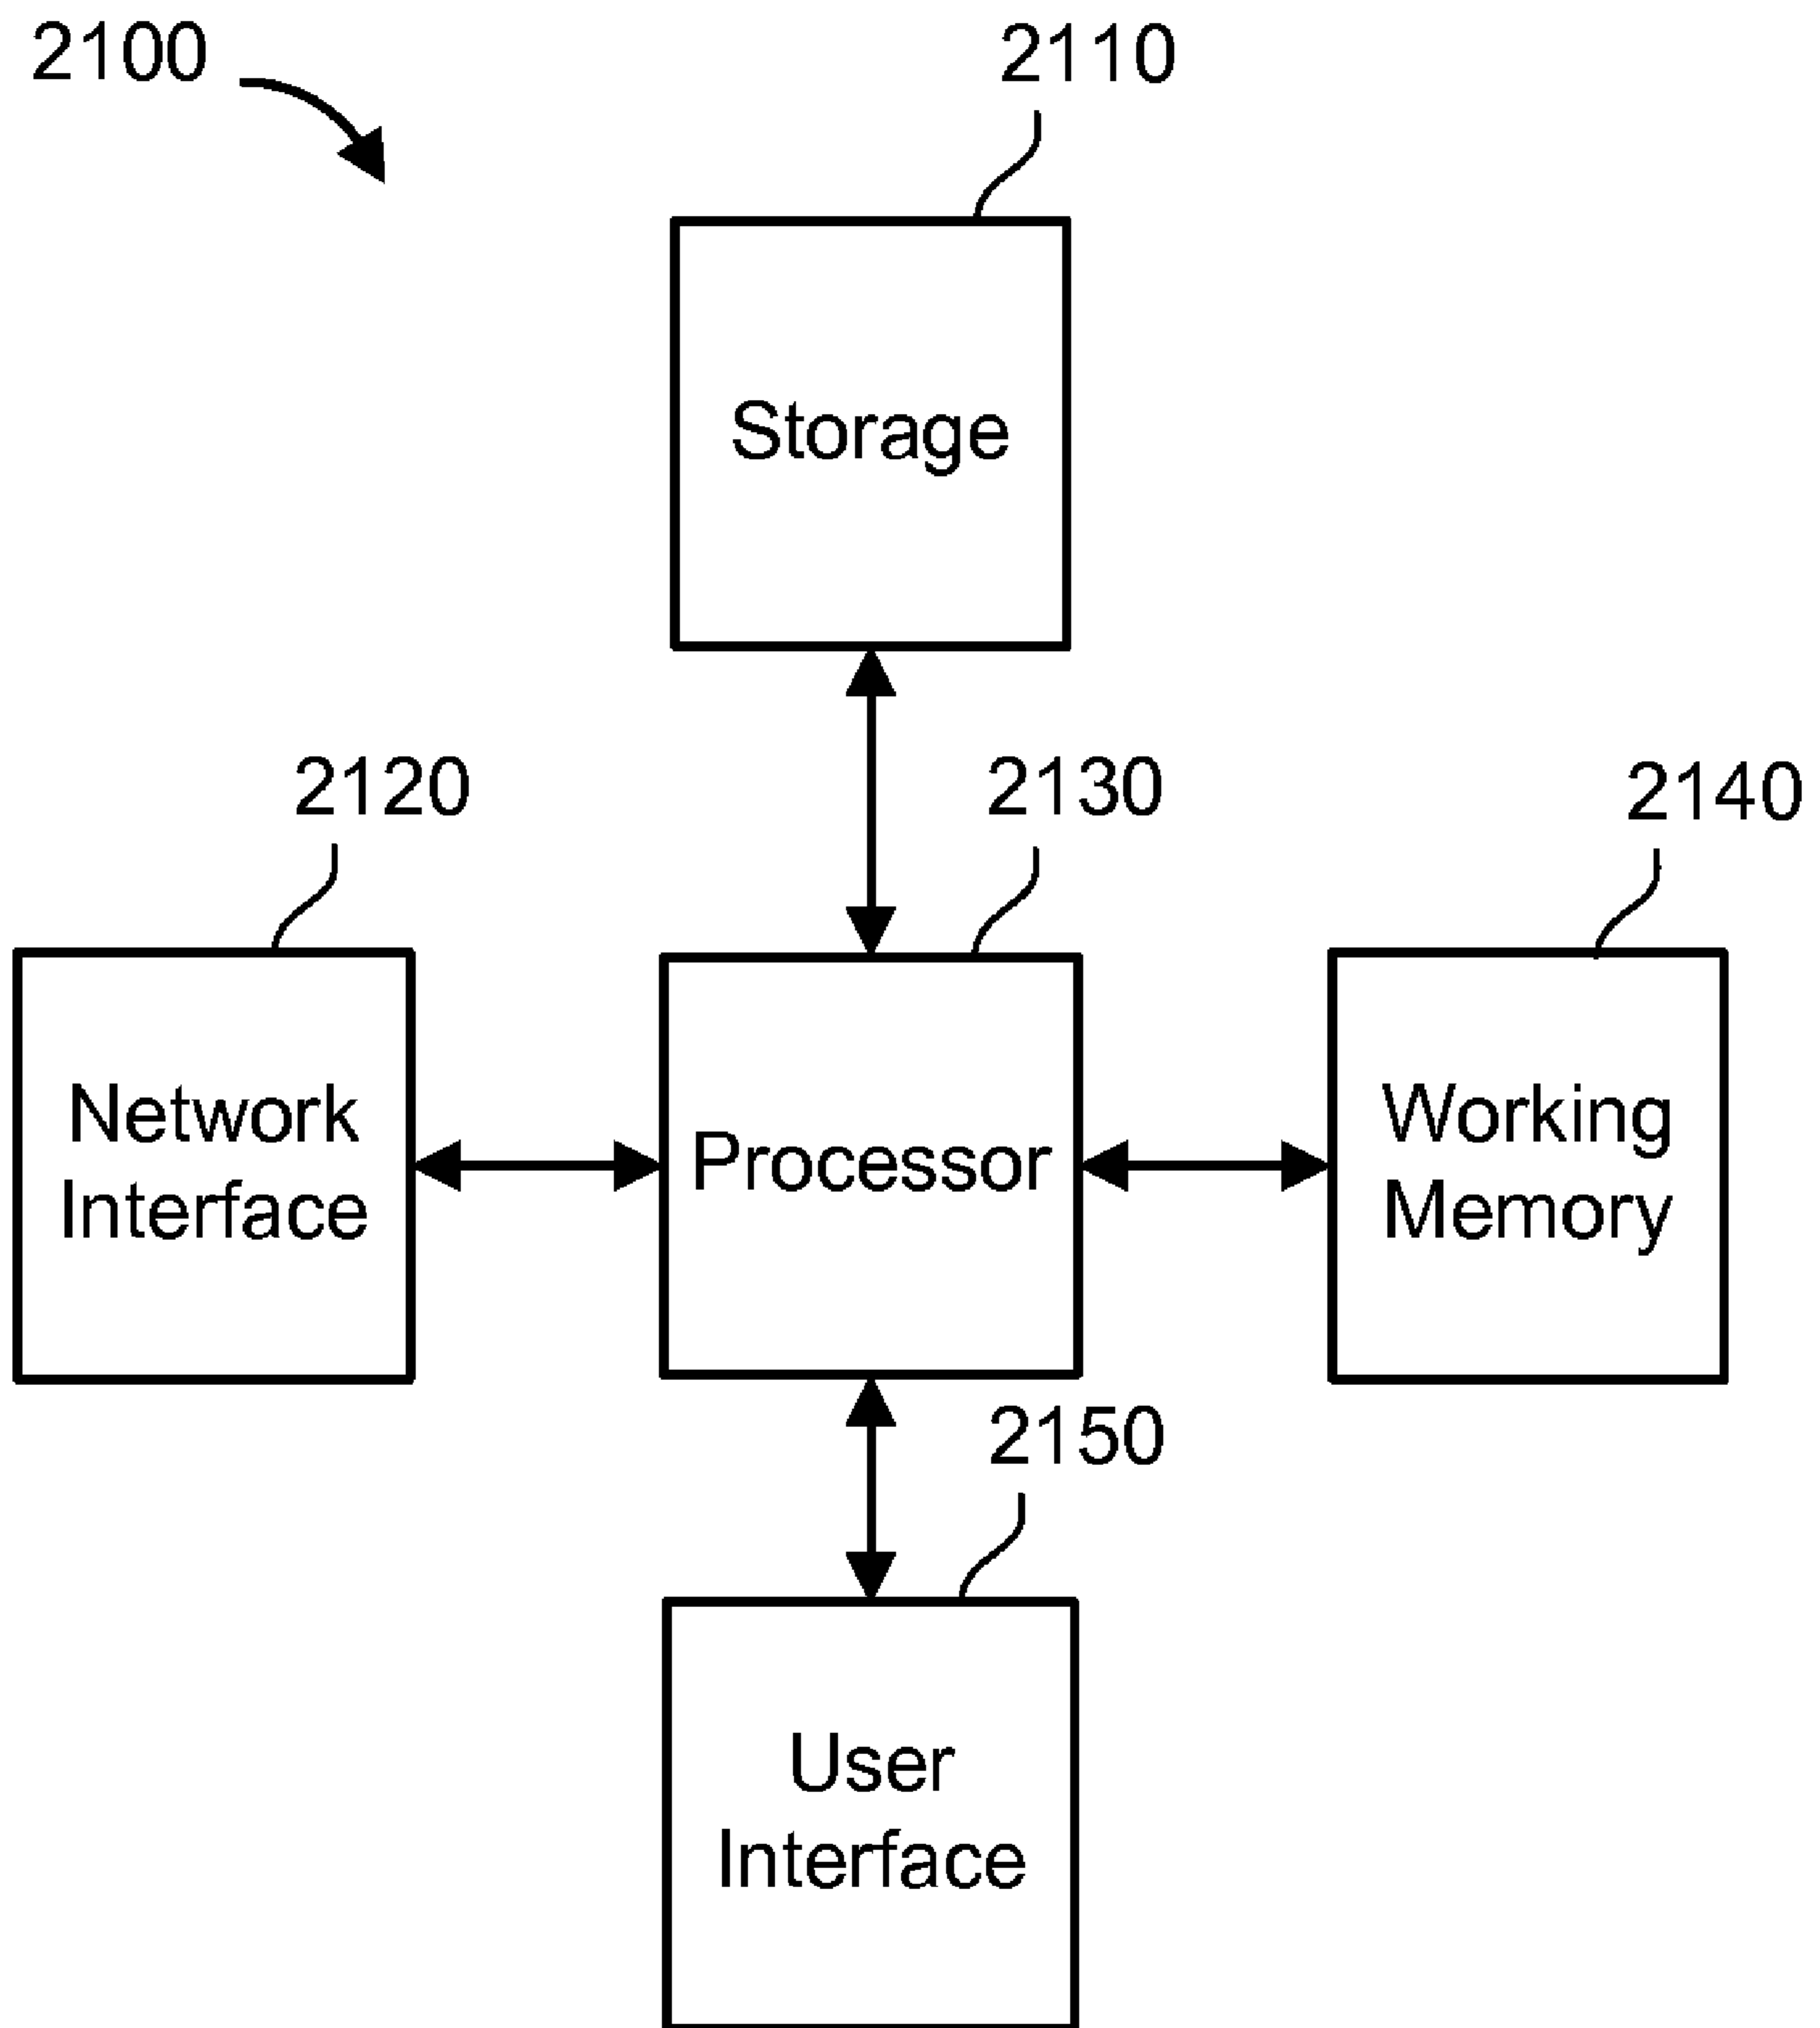 2100
2110
Storage
2120
2130
2140
Network
Interface
Processor
Working
Memory
2150
User
Interface